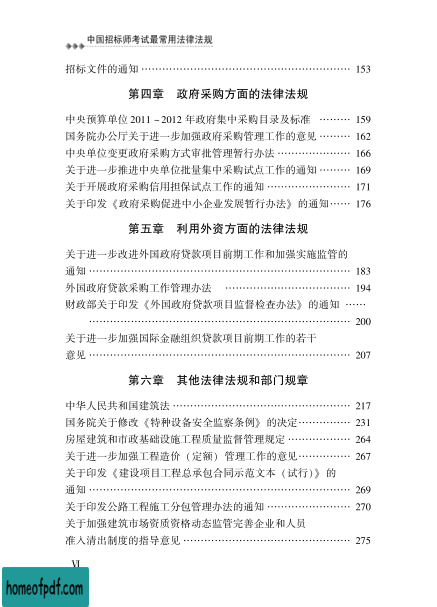 中国招标师考试最常用法律法规
招标文件的通知 …………………………………………………… 153
第四章 政府采购方面的法律法规
中央预算单位 2011 ~ 2012 年政府集中采购目录及标准 ……… 159
国务院办公厅关于进一步加强政府采购管理工作的意见 ……… 162
中央单位变更政府采购方式审批管理暂行办法 ………………… 166
关于进一步推进中央单位批量集中采购试点工作的通知 ……… 169
关于开展政府采购信用担保试点工作的通知 …………………… 171
关于印发《政府采购促进中小企业发展暂行办法》的通知…… 176
第五章 利用外资方面的法律法规
关于进一步改进外国政府贷款项目前期工作和加强实施监管的
通知 ………………………………………………………………… 183
外国政府贷款采购工作管理办法 ……………………………… 194
财政部关于印发《外国政府贷款项目监督检查办法》的通知 ……
………………………………………………………………… 200
关于进一步加强国际金融组织贷款项目前期工作的若干
意见 ………………………………………………………………… 207
第六章 其他法律法规和部门规章
中华人民共和国建筑法 …………………………………………… 217
国务院关于修改《特种设备安全监察条例》的决定…………… 231
房屋建筑和市政基础设施工程质量监督管理规定 ……………… 264
关于进一步加强工程造价（定额）管理工作的意见…………… 267
关于印发《建设项目工程总承包合同示范文本（试行）》的
通知 ………………………………………………………………… 269
关于印发公路工程施工分包管理办法的通知 …………………… 270
关于加强建筑市场资质资格动态监管完善企业和人员
准入清出制度的指导意见 ………………………………………… 275
Ⅵ
homeofpdf.com